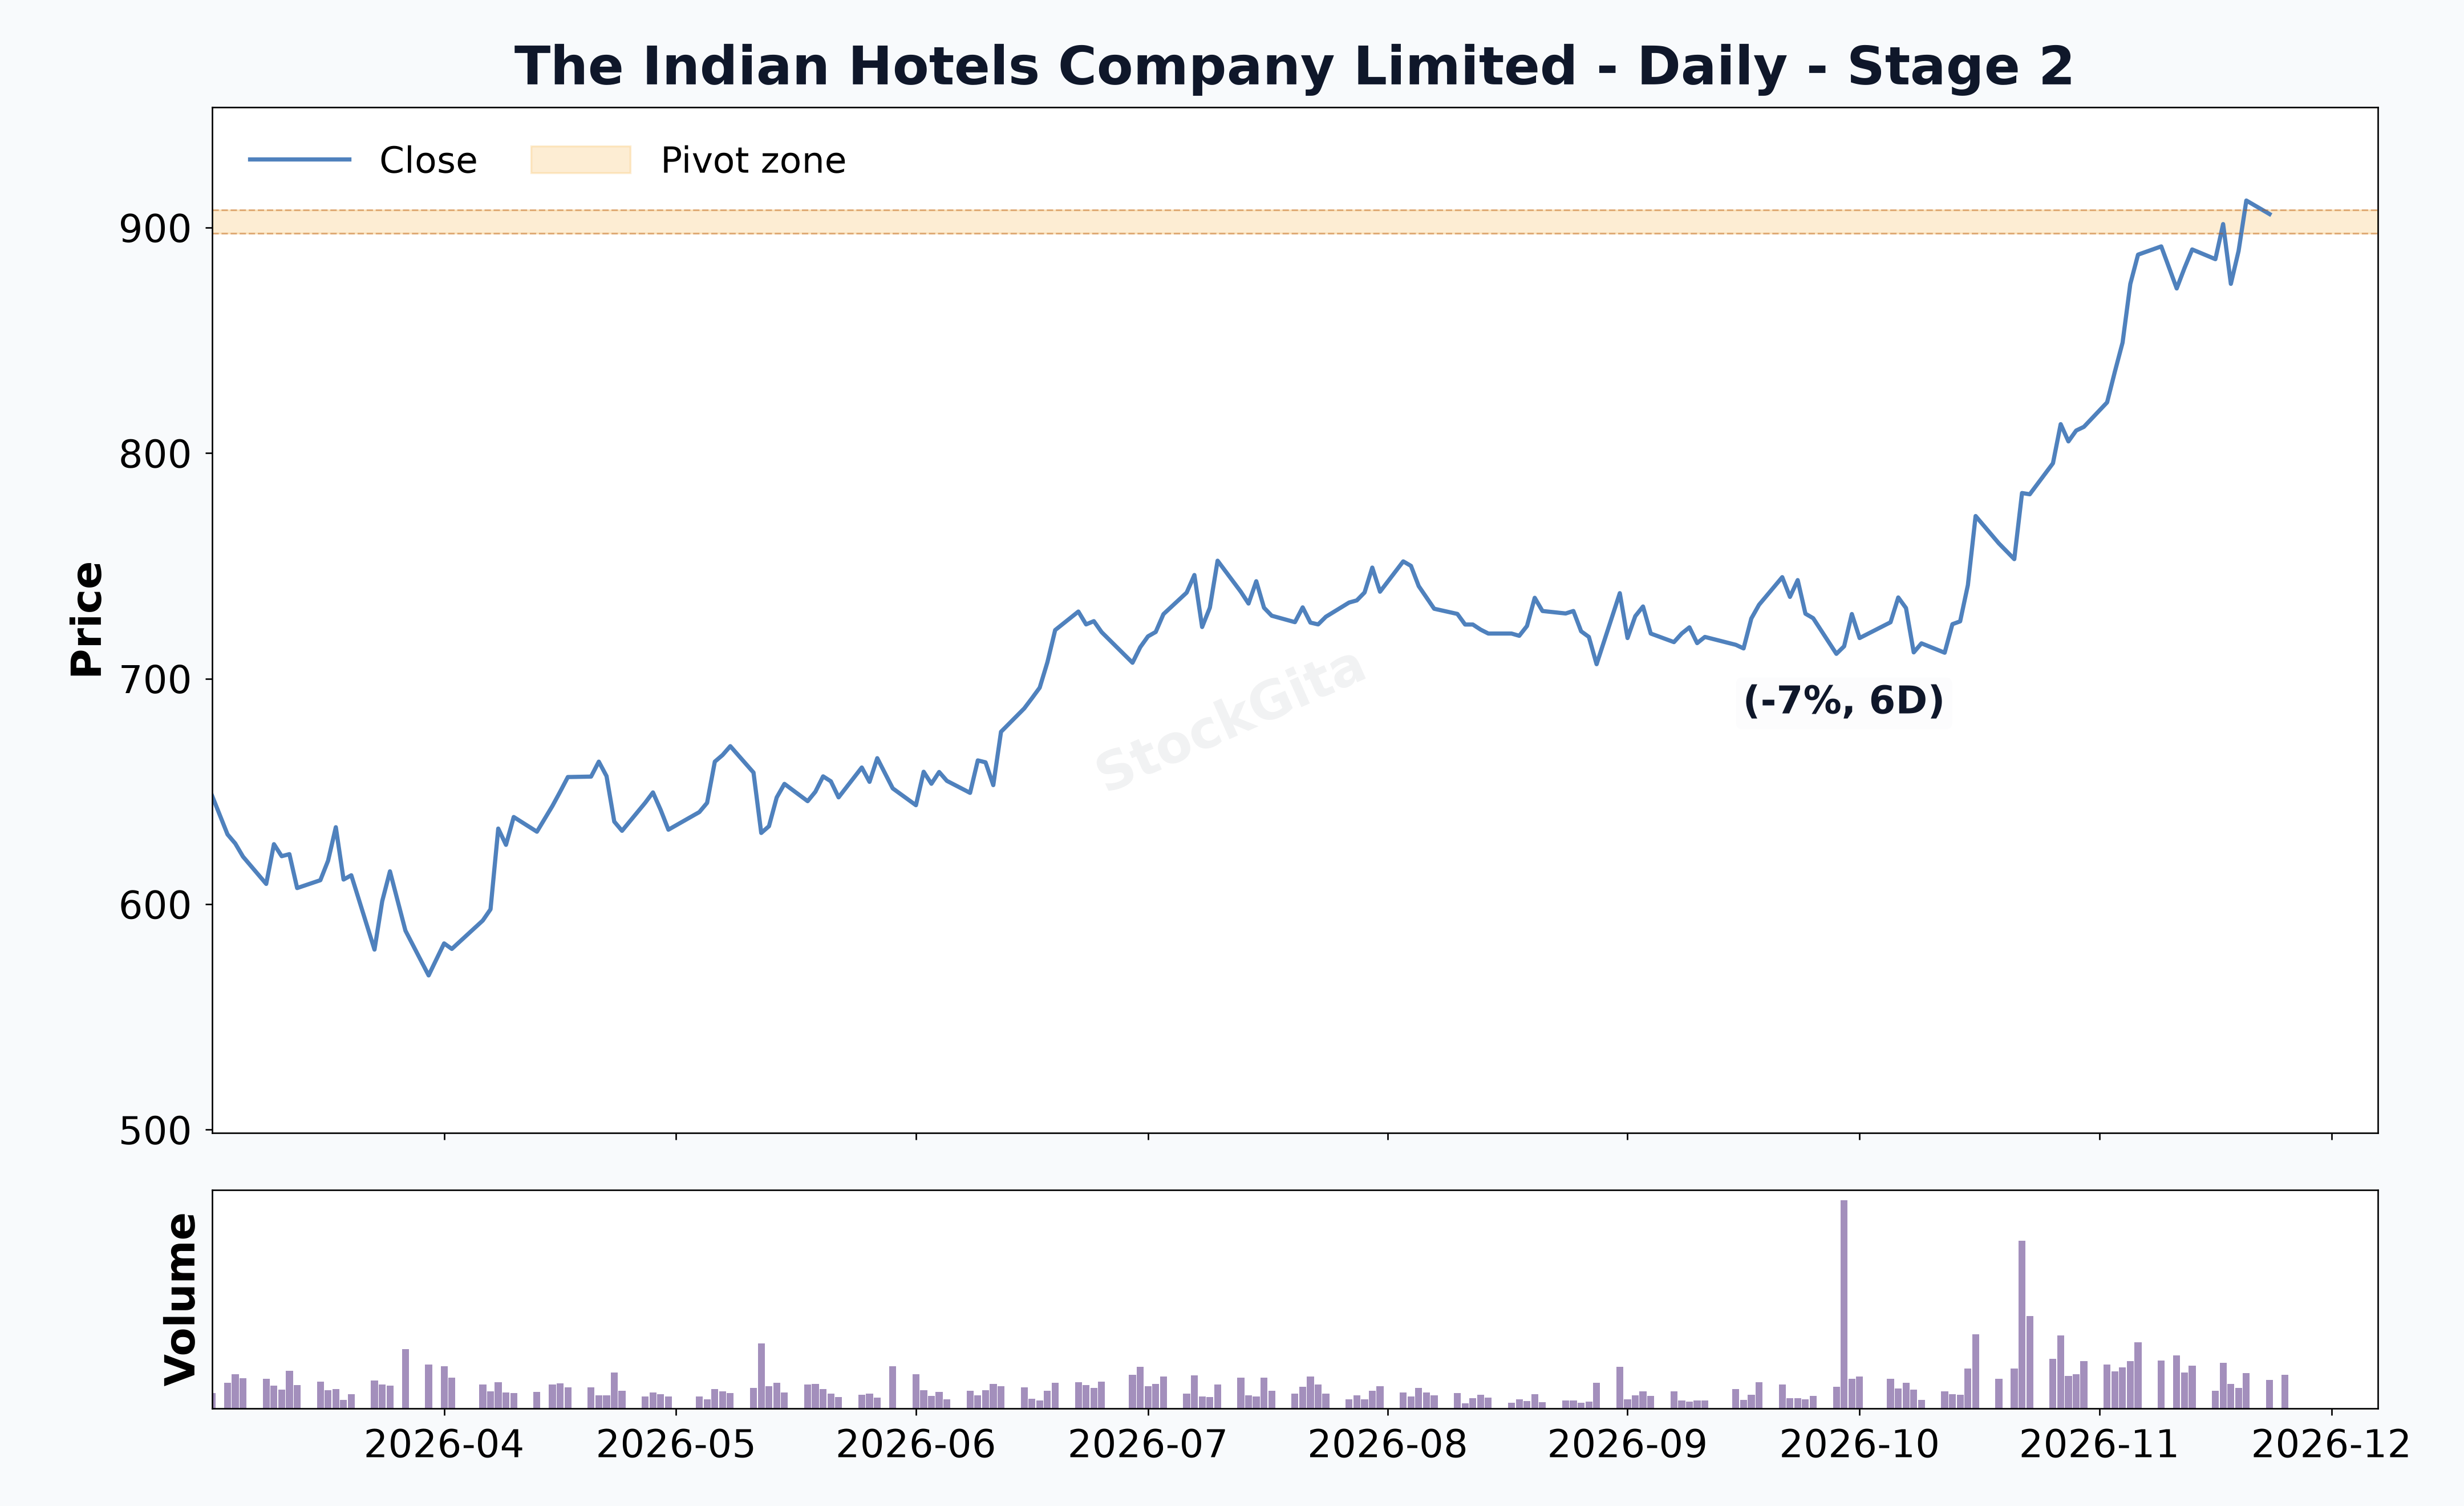 The Indian Hotels Company Limited - Daily - Stage 2
Close
Pivot zone
900
800
700
600
500
Price
(-7%, 6D)
StockGita
Volume
2026-04
2026-05
2026-06
2026-07
2026-08
2026-09
2026-10
2026-11
2026-12